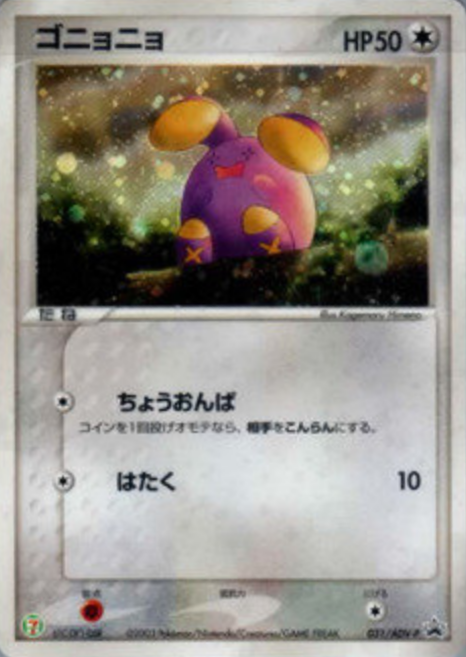 ゴニョニョ HP50
たね
Illus. Kagemaru Himeno
ちょうおんぱ
コインを1回投げオモテなら、相手をこんらんにする。
はたく 10
弱点 抵抗力 にげる
7
©2003 Pokémon/Nintendo/Creatures/GAME FREAK
031/ADV-P